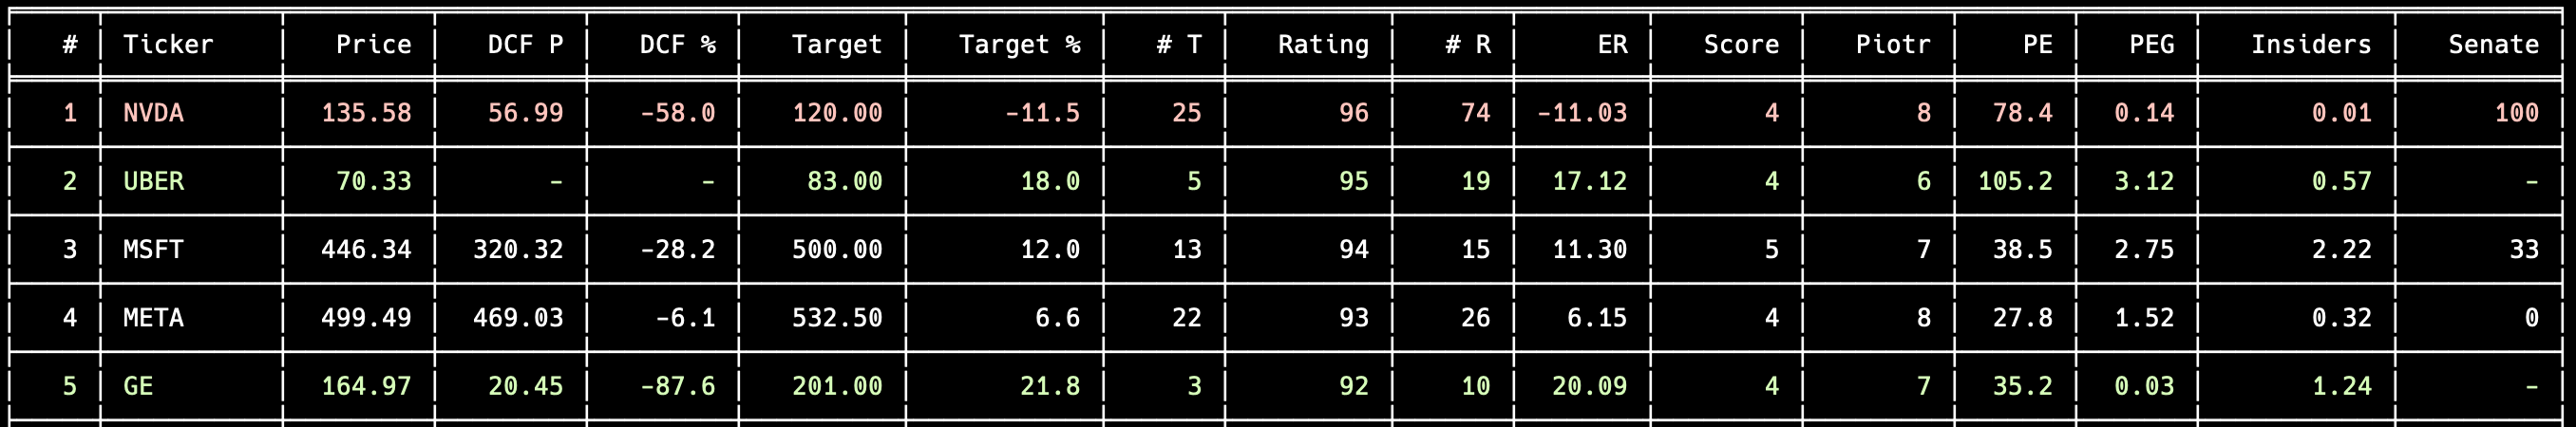 # Ticker Price DCF P DCF % Target Target % # T Rating # R ER Score Piotr PE PEG Insiders Senate
1 NVDA 135.58 56.99 -58.0 120.00 -11.5 25 96 74 -11.03 4 8 78.4 0.14 0.01 100
2 UBER 70.33 - - 83.00 18.0 5 95 19 17.12 4 6 105.2 3.12 0.57 -
3 MSFT 446.34 320.32 -28.2 500.00 12.0 13 94 15 11.30 5 7 38.5 2.75 2.22 33
4 META 499.49 469.03 -6.1 532.50 6.6 22 93 26 6.15 4 8 27.8 1.52 0.32 0
5 GE 164.97 20.45 -87.6 201.00 21.8 3 92 10 20.09 4 7 35.2 0.03 1.24 -